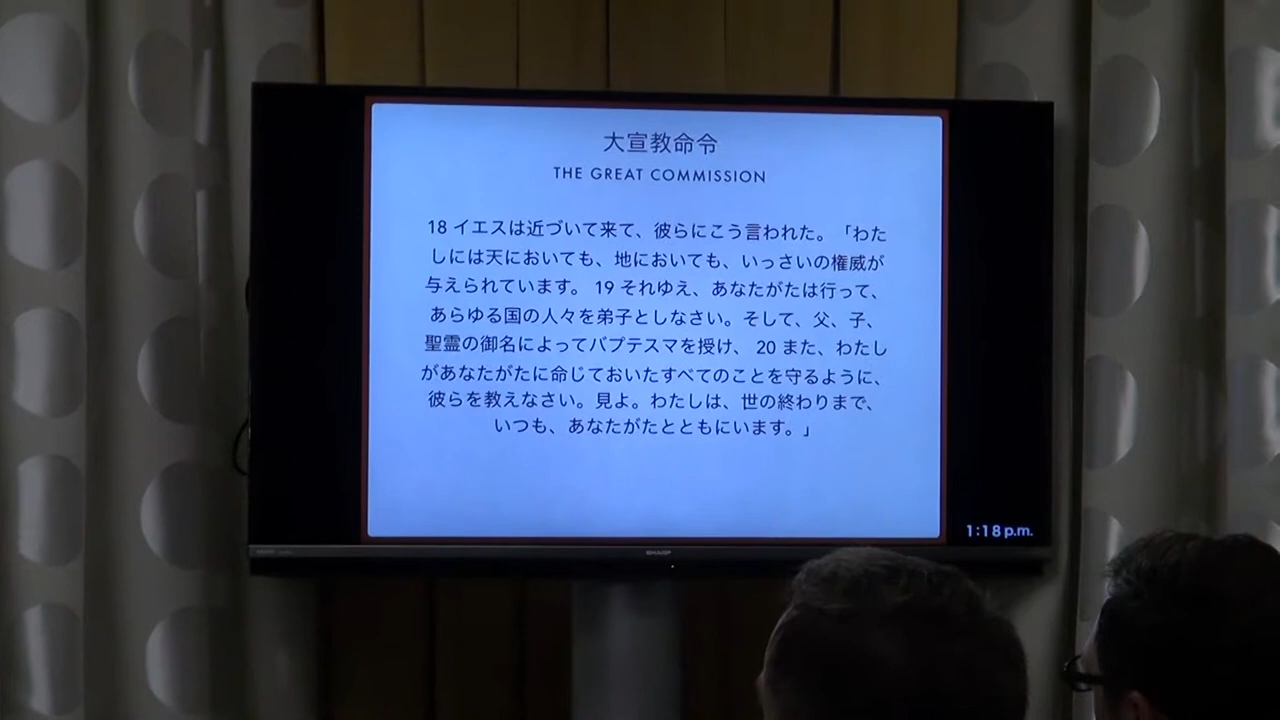 大宣教命令
THE GREAT COMMISSION
18 イエスは近づいて来て、彼らにこう言われた。「わた
しには天においても、地においても、いっさいの権威が
与えられています。 19 それゆえ、あなたがたは行って、
あらゆる国の人々を弟子としなさい。そして、父、子、
聖霊の御名によってバプテスマを授け、 20 また、わたし
があなたがたに命じておいたすべてのことを守るように、
彼らを教えなさい。見よ。わたしは、世の終わりまで、
いつも、あなたがたとともにいます。」
1:18 p.m.
SHARP